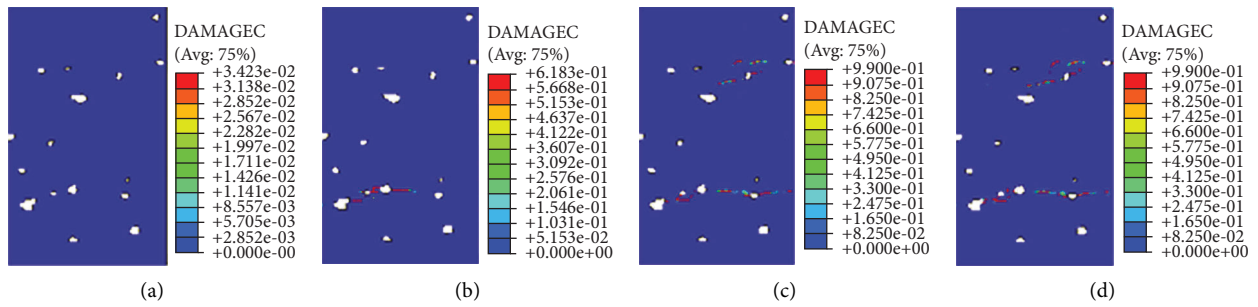 DAMAGEC
(Avg: 75%)
+3.423e-02
+3.138e-02
+2.852e-02
+2.567e-02
+2.282e-02
+1.997e-02
+1.711e-02
+1.426e-02
+1.141e-02
+8.557e-03
+5.705e-03
+2.852e-03
+0.000e-00
(a)
DAMAGEC
(Avg: 75%)
+6.183e-01
+5.668e-01
+5.153e-01
+4.637e-01
+4.122e-01
+3.607e-01
+3.092e-01
+2.576e-01
+2.061e-01
+1.546e-01
+1.031e-01
+5.153e-02
+0.000e+00
(b)
DAMAGEC
(Avg: 75%)
+9.900e-01
+9.075e-01
+8.250e-01
+7.425e-01
+6.600e-01
+5.775e-01
+4.950e-01
+4.125e-01
+3.300e-01
+2.475e-01
+1.650e-01
+8.250e-02
+0.000e+00
(c)
DAMAGEC
(Avg: 75%)
+9.900e-01
+9.075e-01
+8.250e-01
+7.425e-01
+6.600e-01
+5.775e-01
+4.950e-01
+4.125e-01
+3.300e-01
+2.475e-01
+1.650e-01
+8.250e-02
+0.000e+00
(d)